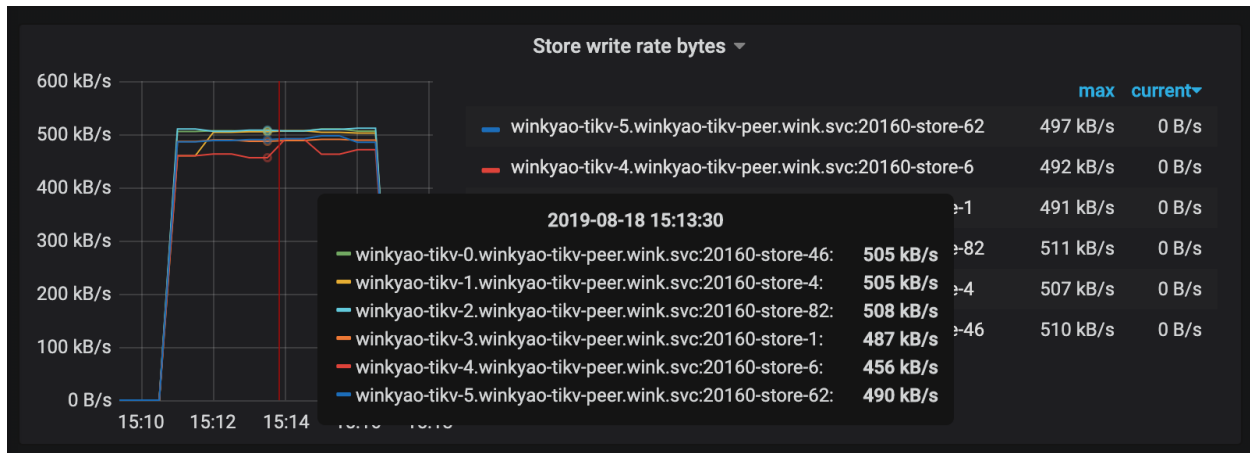 Store write rate bytes
600 kB/s
500 kB/s
400 kB/s
300 kB/s
200 kB/s
100 kB/s
0 B/s
15:10 15:12 15:14
max current
winkyao-tikv-5.winkyao-tikv-peer.wink.svc:20160-store-62 497 kB/s 0 B/s
winkyao-tikv-4.winkyao-tikv-peer.wink.svc:20160-store-6 492 kB/s 0 B/s
e-1 491 kB/s 0 B/s
e-82 511 kB/s 0 B/s
e-4 507 kB/s 0 B/s
e-46 510 kB/s 0 B/s
2019-08-18 15:13:30
winkyao-tikv-0.winkyao-tikv-peer.wink.svc:20160-store-46: 505 kB/s
winkyao-tikv-1.winkyao-tikv-peer.wink.svc:20160-store-4: 505 kB/s
winkyao-tikv-2.winkyao-tikv-peer.wink.svc:20160-store-82: 508 kB/s
winkyao-tikv-3.winkyao-tikv-peer.wink.svc:20160-store-1: 487 kB/s
winkyao-tikv-4.winkyao-tikv-peer.wink.svc:20160-store-6: 456 kB/s
winkyao-tikv-5.winkyao-tikv-peer.wink.svc:20160-store-62: 490 kB/s